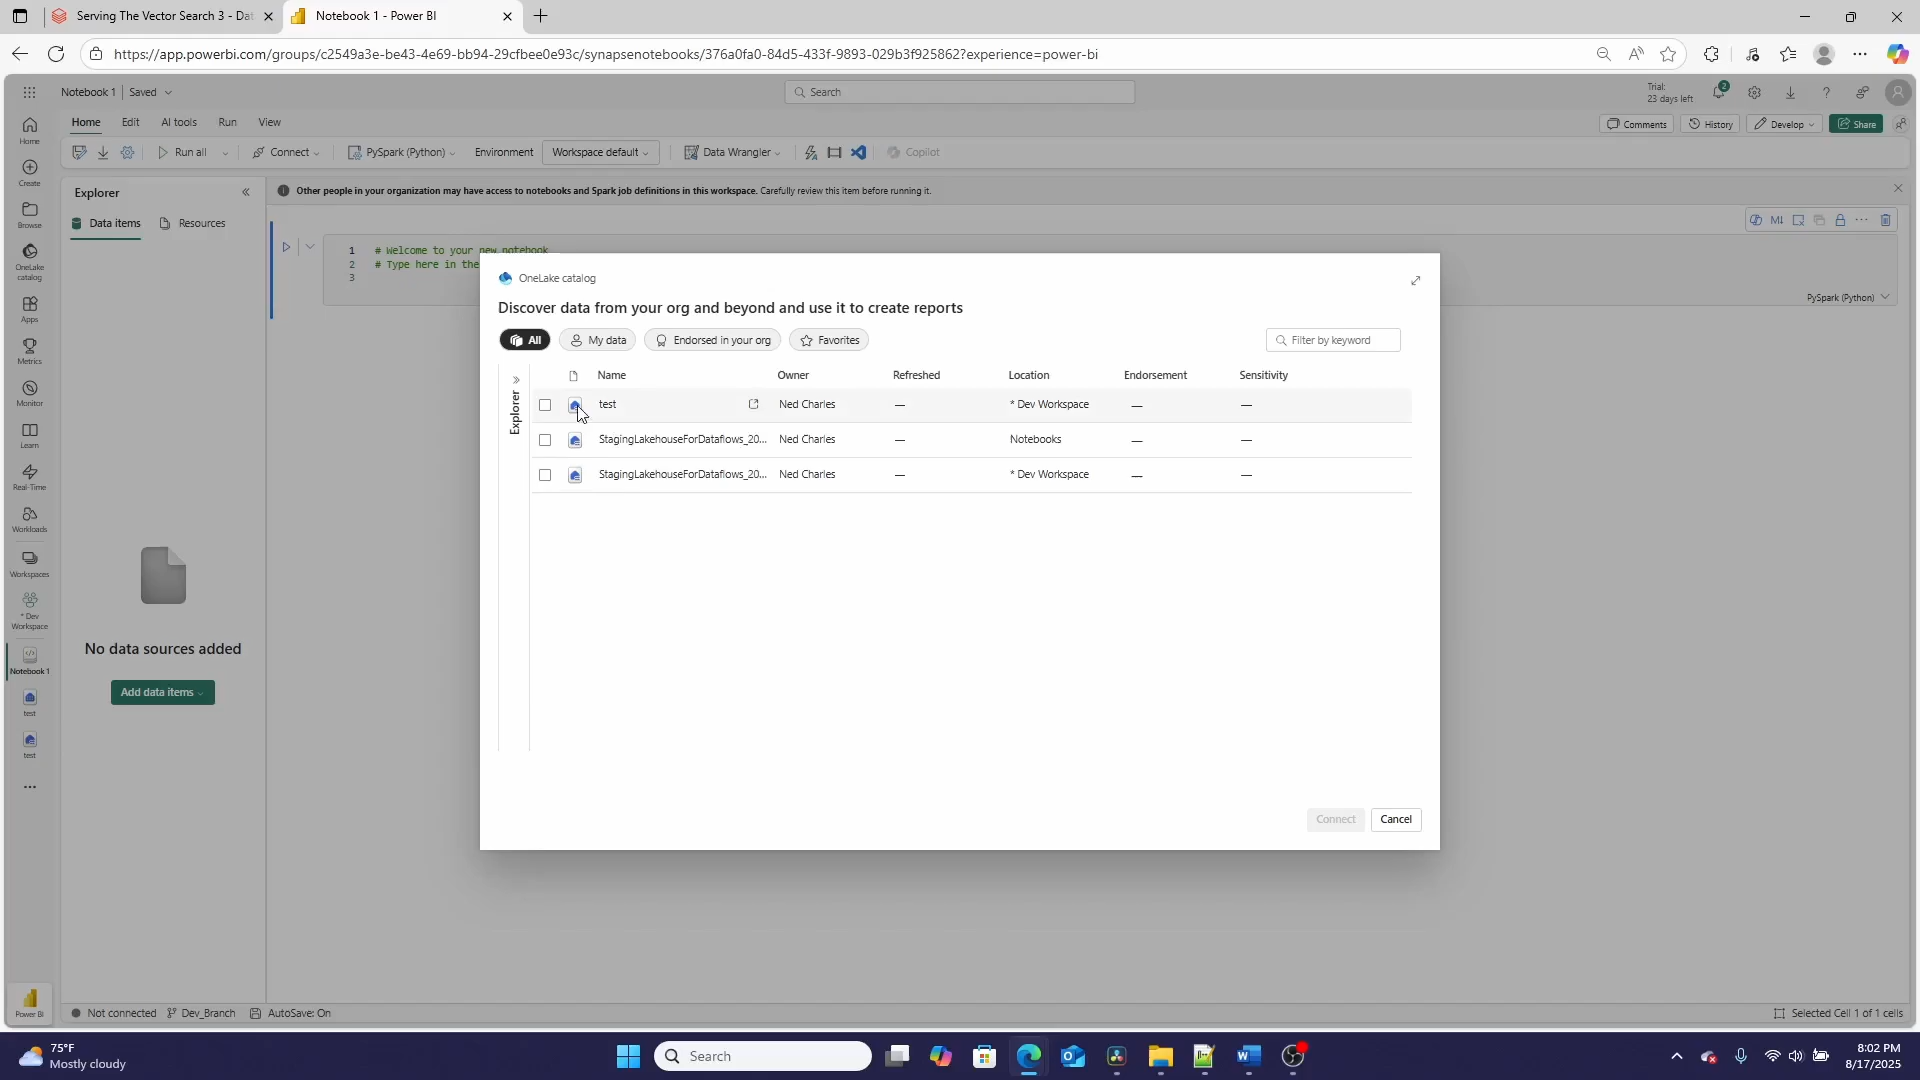 Serving The Vector Search 3 - Dat
Notebook 1 - Power BI
https://app.powerbi.com/groups/c2549a3e-be43-4e69-bb94-29cfbee0e93c/synapsenotebooks/376a0fa0-84d5-433f-9893-029b3f925862?experience=power-bi
Notebook 1 | Saved
Search
Trial:
23 days left
2
Home
Edit
AI tools
Run
View
Comments
History
Develop
Share
Run all
Connect
PySpark (Python)
Environment
Workspace default
Data Wrangler
Copilot
Home
Create
Browse
OneLake
catalog
Apps
Metrics
Monitor
Learn
Real-Time
Workloads
Workspaces
* Dev
Workspace
Notebook 1
test
test
Power BI
Explorer
Data items
Resources
No data sources added
Add data items
Other people in your organization may have access to notebooks and Spark job definitions in this workspace. Carefully review this item before running it.
1 # Welcome to your new notebook
2 # Type here in the
3
PySpark (Python)
OneLake catalog
Discover data from your org and beyond and use it to create reports
All
My data
Endorsed in your org
Favorites
Filter by keyword
Explorer
Name Owner Refreshed Location Endorsement Sensitivity
test Ned Charles — * Dev Workspace — —
StagingLakehouseForDataflows_20... Ned Charles — Notebooks — —
StagingLakehouseForDataflows_20... Ned Charles — * Dev Workspace — —
Connect
Cancel
Not connected
Dev_Branch
AutoSave: On
Selected Cell 1 of 1 cells
75°F
Mostly cloudy
Search
8:02 PM
8/17/2025